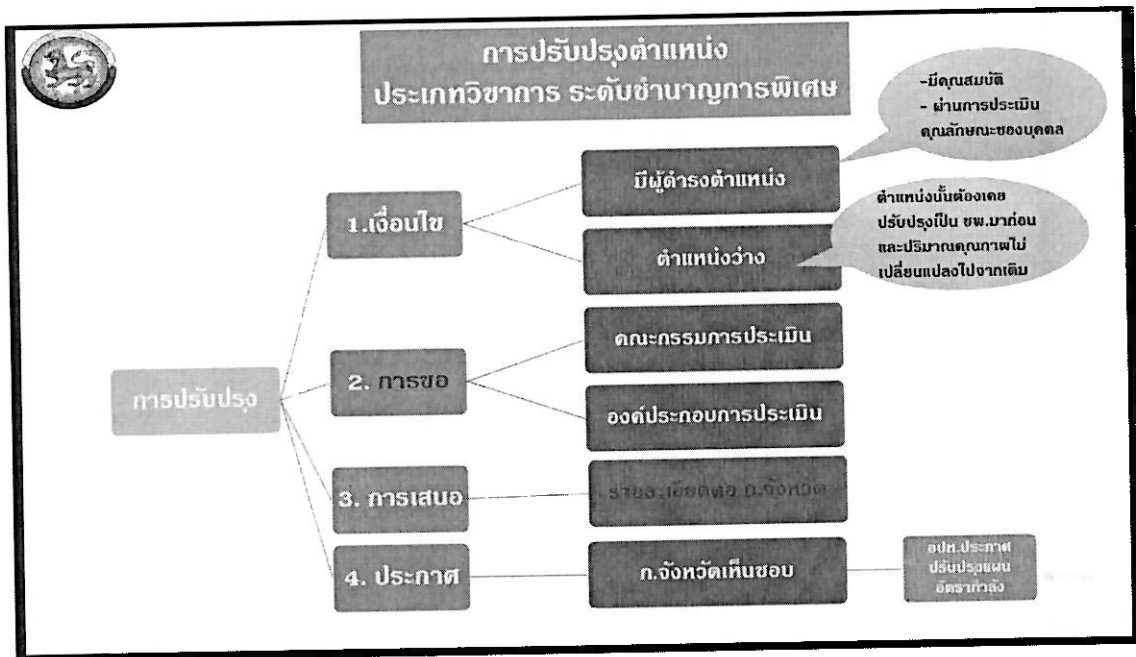 การปรับปรุงตำแหน่ง
ประเภทวิชาการ ระดับชำนาญการพิเศษ
-มีคุณสมบัติ
- ผ่านการประเมิน
คุณลักษณะของบุคคล
มีผู้ดำรงตำแหน่ง
1.เงื่อนไข
ตำแหน่งว่าง
ตำแหน่งนั้นต้องเคย
ปรับปรุงเป็น ชพ.มาก่อน
และปริมาณคุณภาพไม่
เปลี่ยนแปลงไปจากเดิม
การปรับปรุง
2. การขอ
คณะกรรมการประเมิน
องค์ประกอบการประเมิน
3. การเสนอ
รายละเอียดต่อ ก.จังหวัด
4. ประกาศ
ก.จังหวัดเห็นชอบ
อปท.ประกาศ
ปรับปรุงแผน
อัตรากำลัง